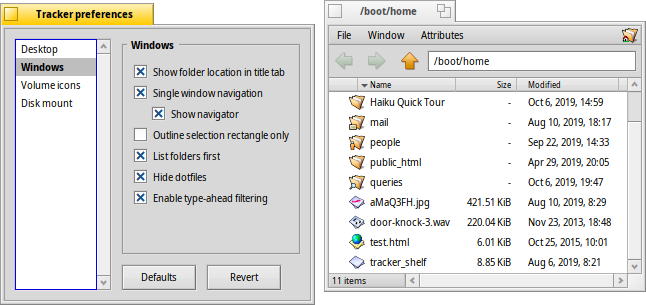 Tracker preferences
Desktop
Windows
Volume icons
Disk mount
Windows
Show folder location in title tab
Single window navigation
Show navigator
Outline selection rectangle only
List folders first
Hide dotfiles
Enable type-ahead filtering
Defaults Revert
/boot/home
File Window Attributes
/boot/home
Name Size Modified
Haiku Quick Tour - Oct 6, 2019, 14:59
mail - Aug 10, 2019, 18:17
people - Sep 22, 2019, 14:33
public_html - Apr 29, 2019, 20:05
queries - Oct 6, 2019, 19:47
aMaQ3FH.jpg 421.51 KiB Aug 10, 2019, 8:29
door-knock-3.wav 220.04 KiB Nov 23, 2013, 18:48
test.html 6.01 KiB Oct 25, 2015, 10:01
tracker_shelf 8.85 KiB Aug 6, 2019, 8:21
11 items